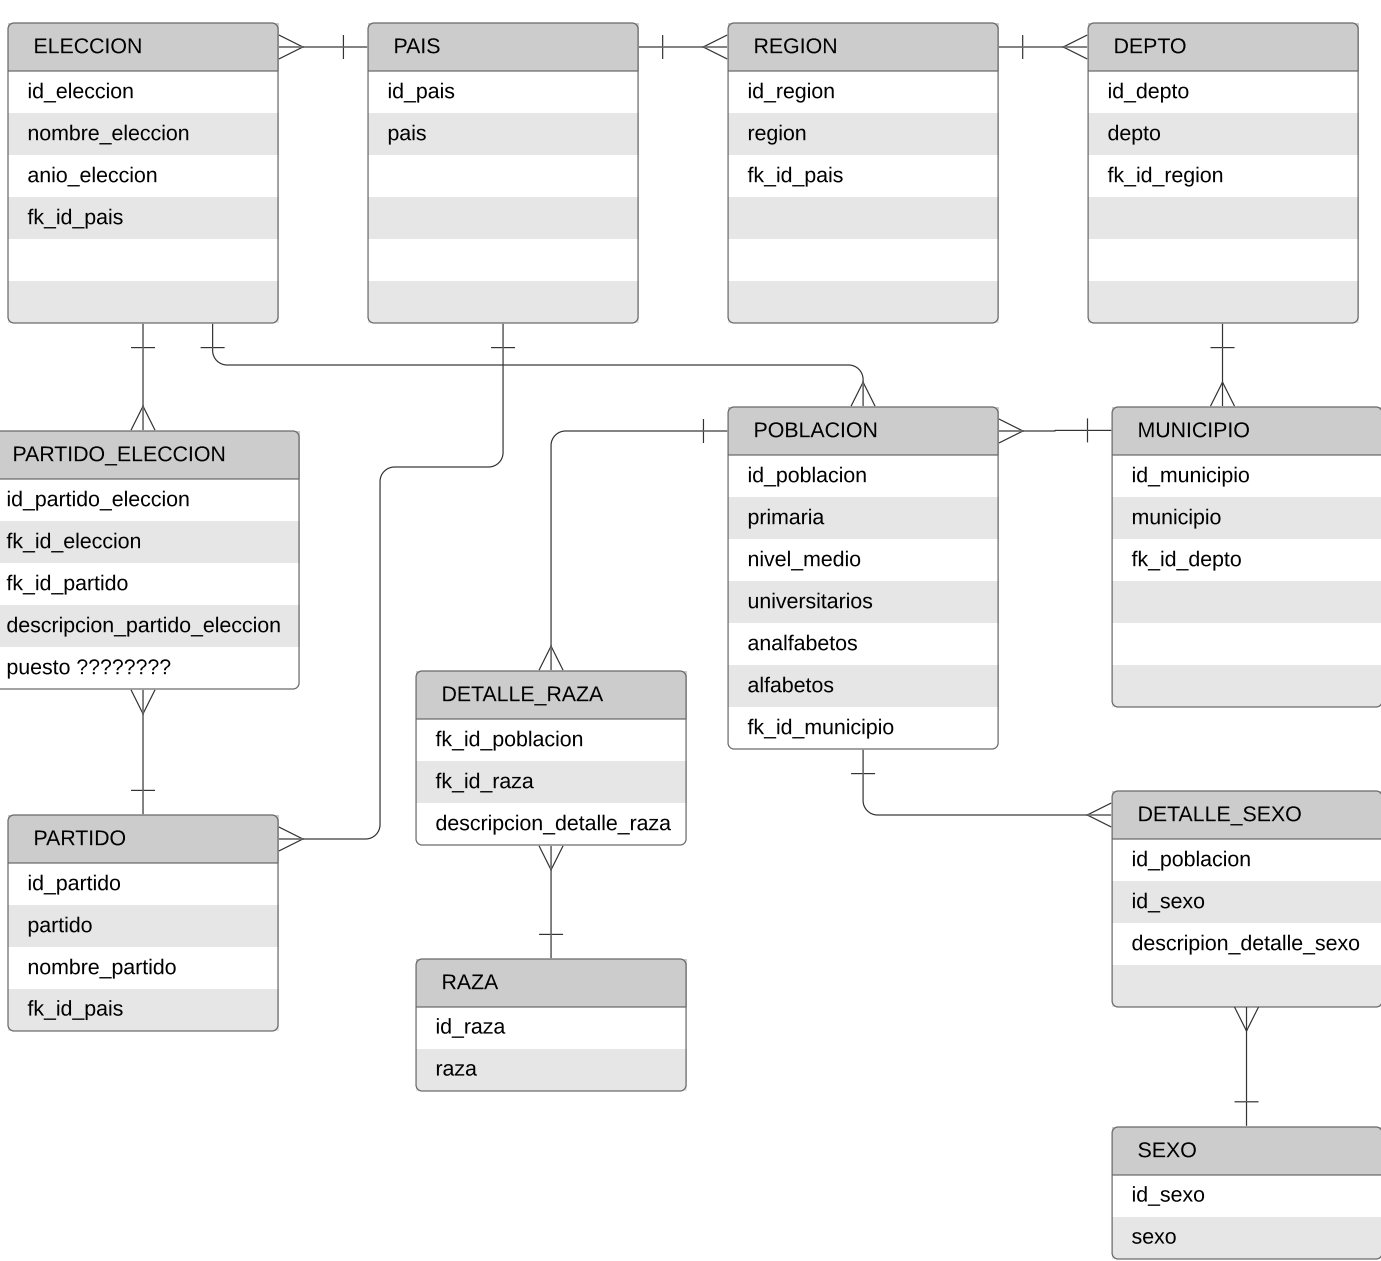 ELECCION
id_eleccion
nombre_eleccion
anio_eleccion
fk_id_pais
PAIS
id_pais
pais
REGION
id_region
region
fk_id_pais
DEPTO
id_depto
depto
fk_id_region
PARTIDO_ELECCION
id_partido_eleccion
fk_id_eleccion
fk_id_partido
descripcion_partido_eleccion
puesto ????????
POBLACION
id_poblacion
primaria
nivel_medio
universitarios
analfabetos
alfabetos
fk_id_municipio
MUNICIPIO
id_municipio
municipio
fk_id_depto
DETALLE_RAZA
fk_id_poblacion
fk_id_raza
descripcion_detalle_raza
PARTIDO
id_partido
partido
nombre_partido
fk_id_pais
DETALLE_SEXO
id_poblacion
id_sexo
descripion_detalle_sexo
RAZA
id_raza
raza
SEXO
id_sexo
sexo